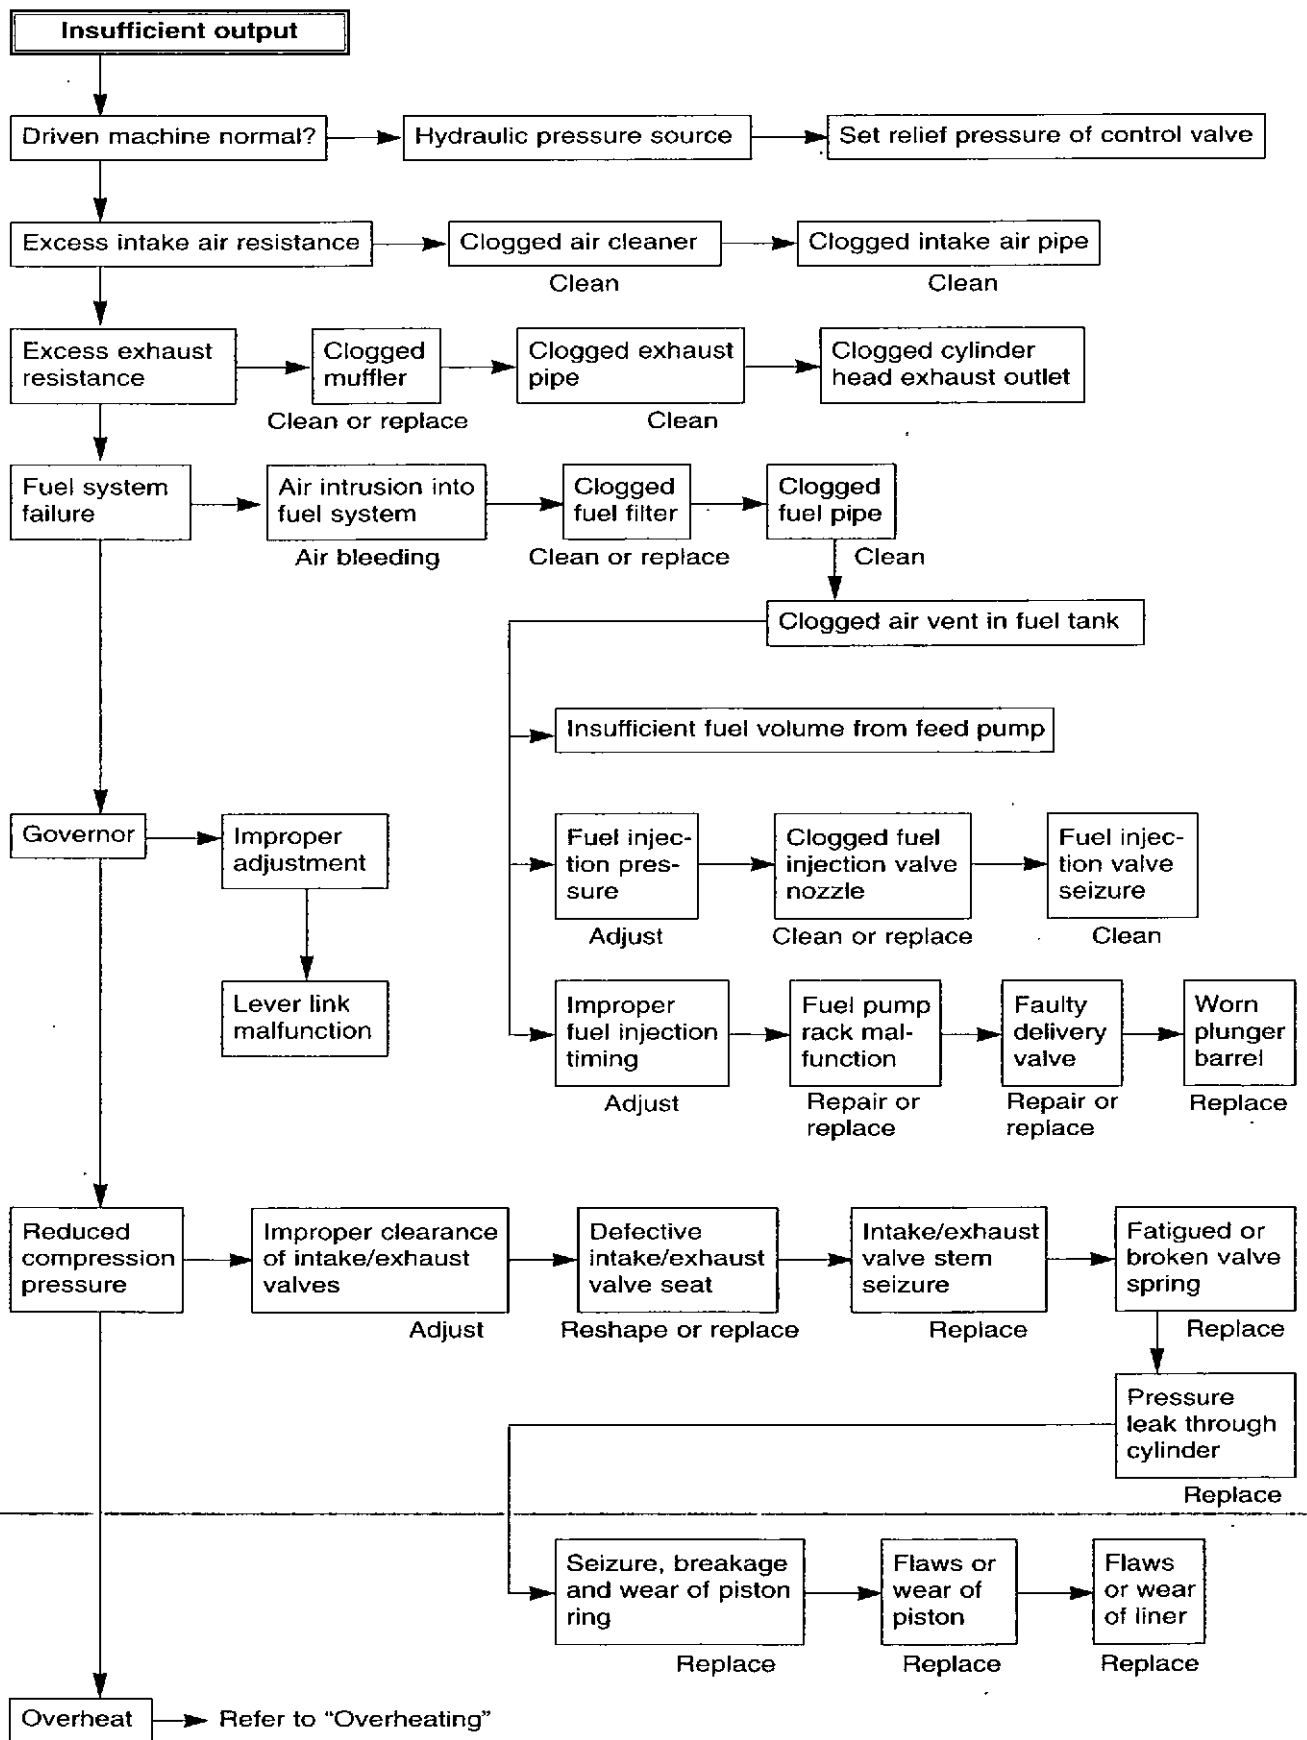 Insufficient output
Driven machine normal?
Hydraulic pressure source
Set relief pressure of control valve
Excess intake air resistance
Clogged air cleaner
Clogged intake air pipe
Clean
Clean
Excess exhaust
resistance
Clogged
muffler
Clogged exhaust
pipe
Clogged cylinder
head exhaust outlet
Clean or replace
Clean
Fuel system
failure
Air intrusion into
fuel system
Clogged
fuel filter
Clogged
fuel pipe
Air bleeding
Clean or replace
Clean
Clogged air vent in fuel tank
Insufficient fuel volume from feed pump
Governor
Improper
adjustment
Fuel injec-
tion pres-
sure
Clogged fuel
injection valve
nozzle
Fuel injec-
tion valve
seizure
Adjust
Clean or replace
Clean
Lever link
malfunction
Improper
fuel injection
timing
Fuel pump
rack mal-
function
Faulty
delivery
valve
Worn
plunger
barrel
Adjust
Repair or
replace
Repair or
replace
Replace
Reduced
compression
pressure
Improper clearance
of intake/exhaust
valves
Defective
intake/exhaust
valve seat
Intake/exhaust
valve stem
seizure
Fatigued or
broken valve
spring
Adjust
Reshape or replace
Replace
Replace
Pressure
leak through
cylinder
Replace
Seizure, breakage
and wear of piston
ring
Flaws or
wear of
piston
Flaws
or wear
of liner
Replace
Replace
Replace
Overheat
Refer to “Overheating”